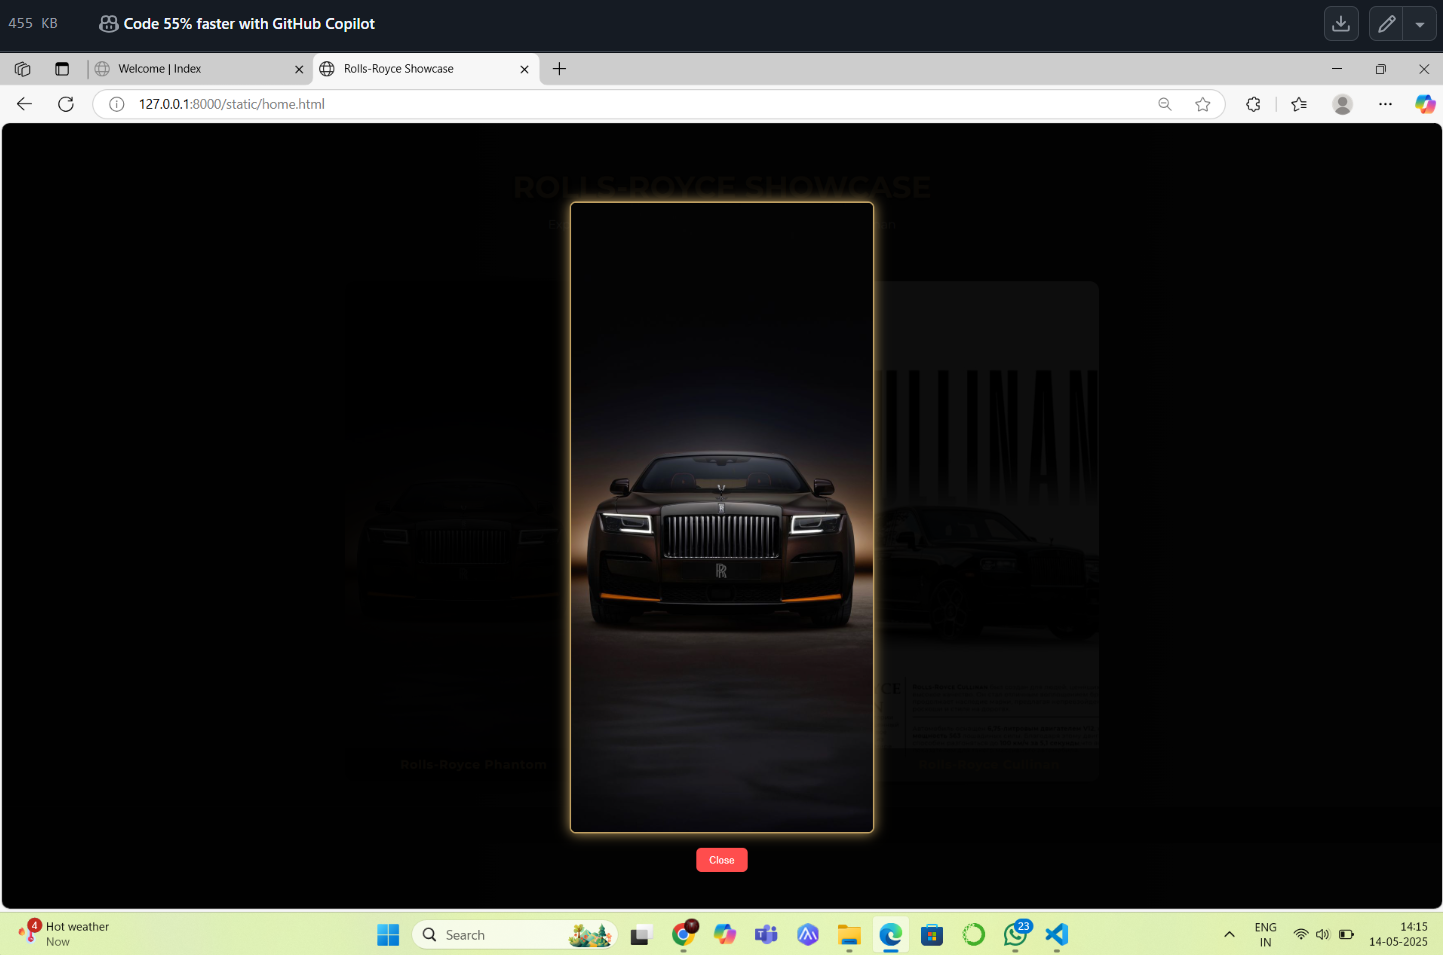 455 KB
Code 55% faster with GitHub Copilot
Welcome | Index
Rolls-Royce Showcase
127.0.0.1:8000/static/home.html
ROLLS-ROYCE SHOWCASE
LLINAN
Rolls-Royce Phantom
Rolls-Royce Cullinan
Close
4
Hot weather
Now
Search
23
ENG
IN
14:15
14-05-2025